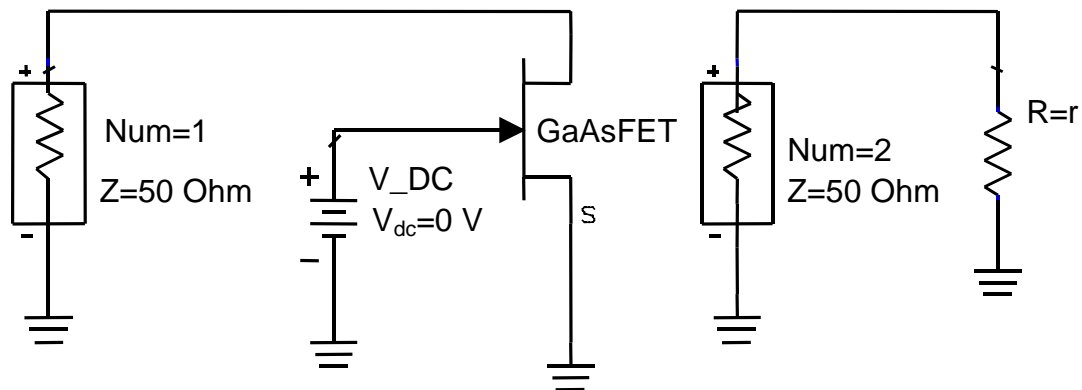 +
Num=1
Z=50 Ohm
-
+
V_DC
Vdc=0 V
-
GaAsFET
S
+
Num=2
Z=50 Ohm
-
R=r